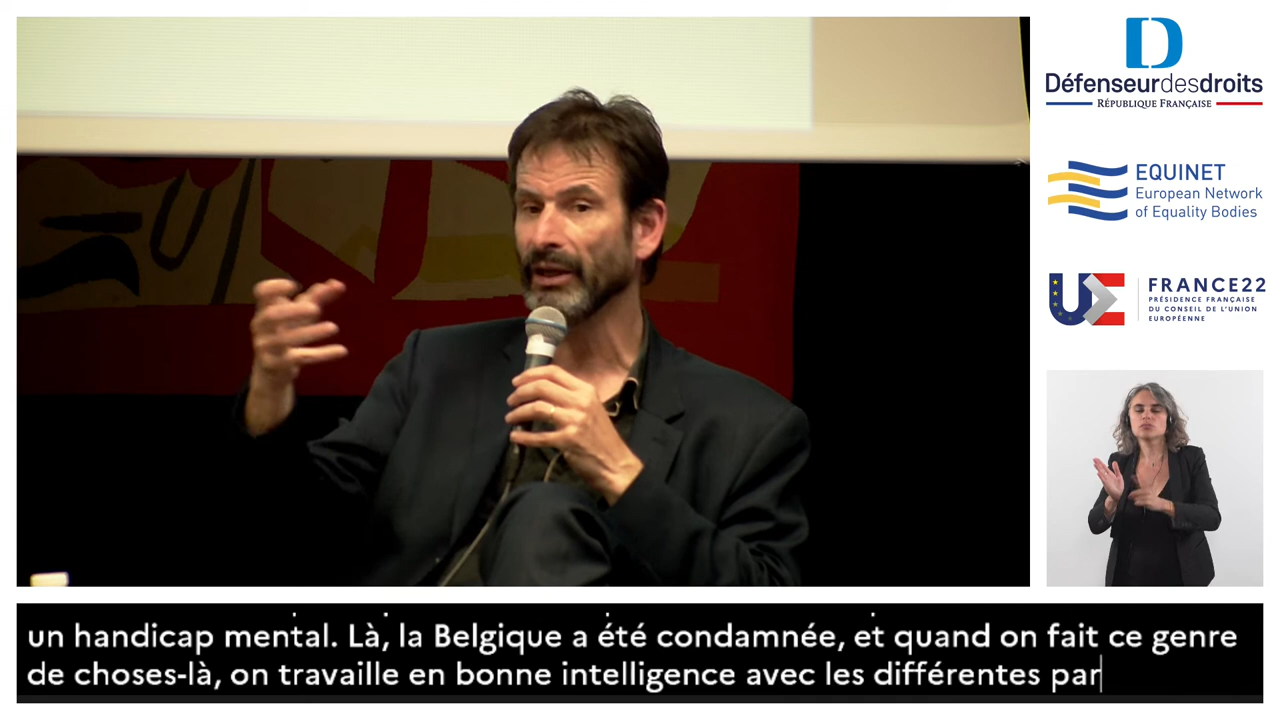 Défenseurdesdroits
RÉPUBLIQUE FRANÇAISE
EQUINET
European Network
of Equality Bodies
UE
FRANCE22
PRÉSIDENCE FRANÇAISE
DU CONSEIL DE L'UNION
EUROPÉENNE
un handicap mental. Là, la Belgique a été condamnée, et quand on fait ce genre
de choses-là, on travaille en bonne intelligence avec les différentes par